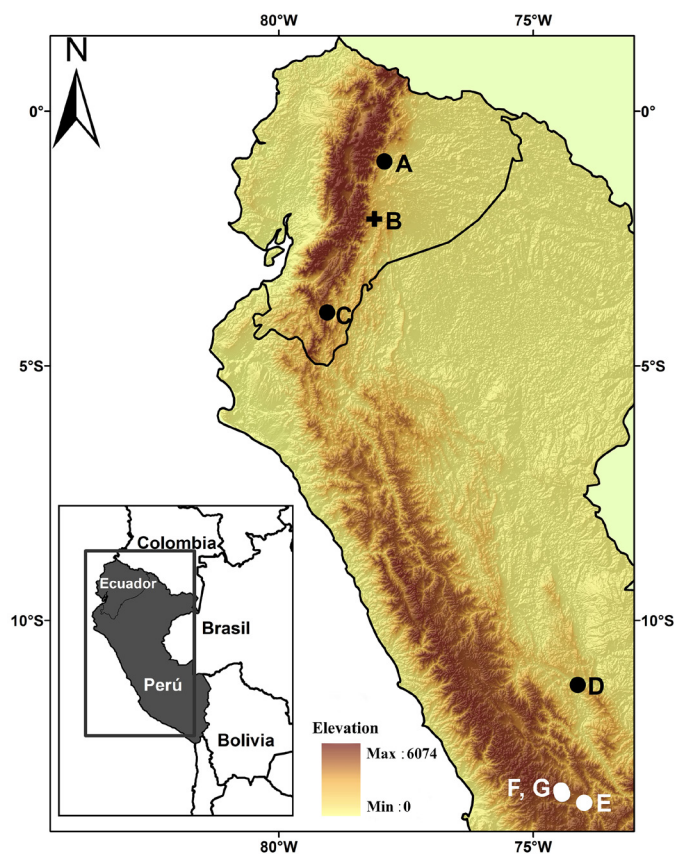 80°W
75°W
N
0°
A
B
C
5°S
5°S
10°S
10°S
Colombia
Ecuador
Brasil
Perú
Bolivia
Elevation
Max : 6074
Min : 0
D
F, G
E
80°W
75°W